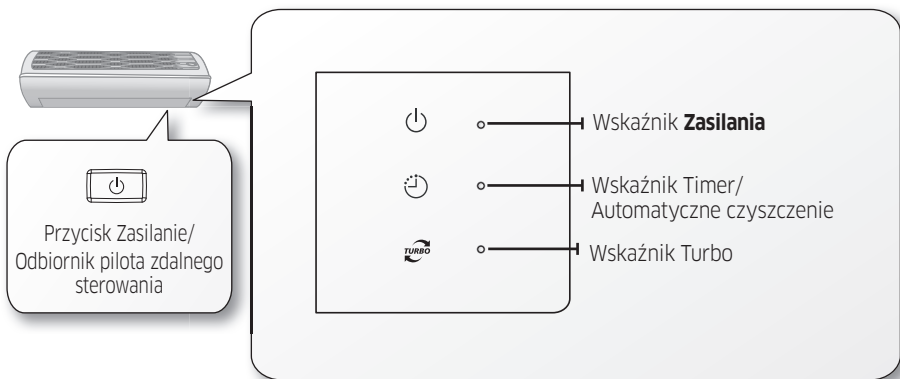 Wskaźnik Zasilania
Wskaźnik Timer/
Automatyczne czyszczenie
TURBO
Wskaźnik Turbo
Przycisk Zasilanie/
Odbiornik pilota zdalnego
sterowania